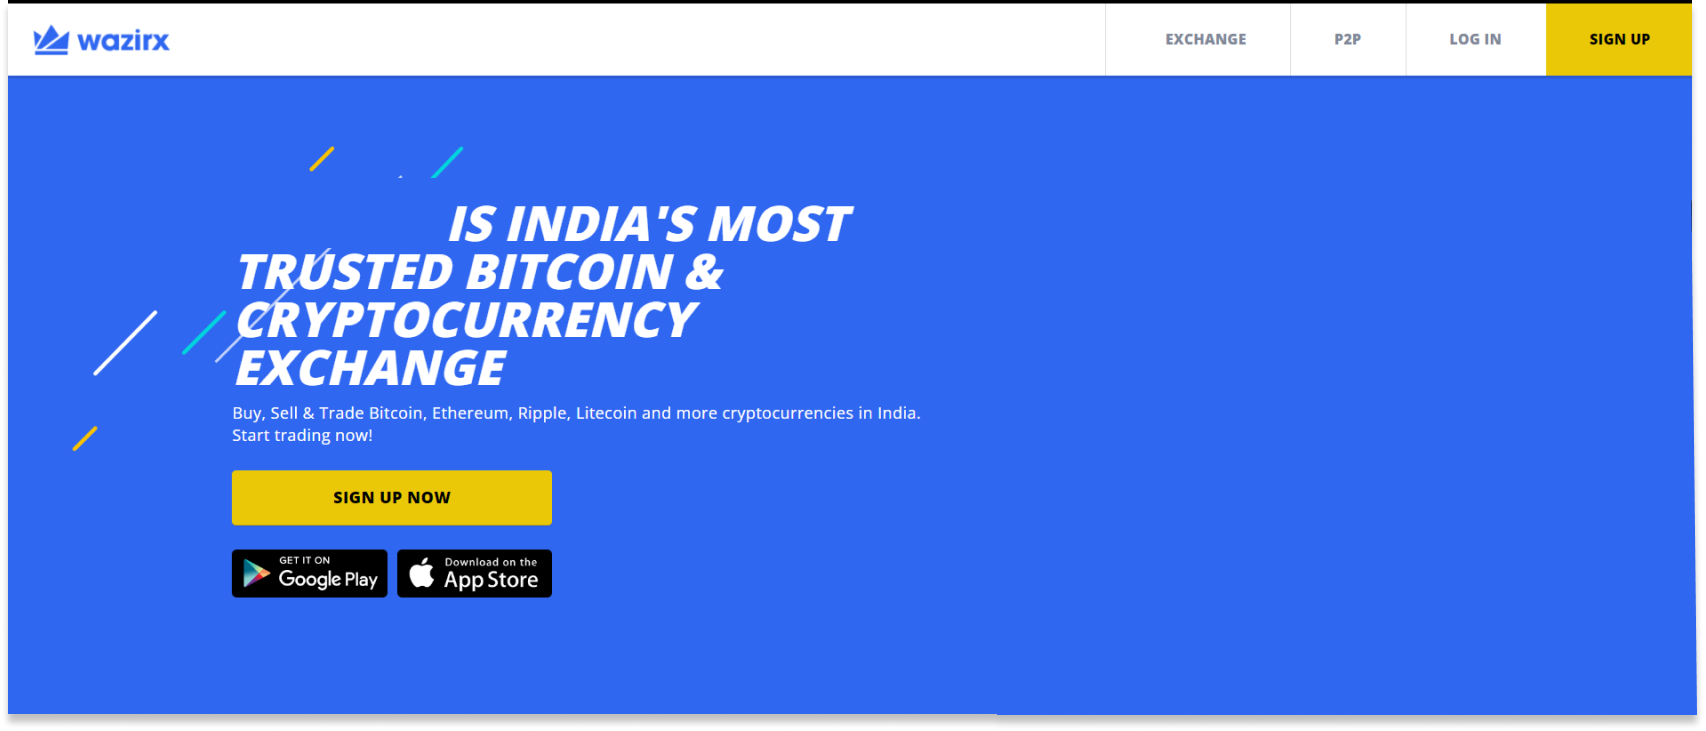 wazirx
EXCHANGE
P2P
LOG IN
SIGN UP
IS INDIA'S MOST
TRUSTED BITCOIN &
CRYPTOCURRENCY
EXCHANGE
Buy, Sell & Trade Bitcoin, Ethereum, Ripple, Litecoin and more cryptocurrencies in India.
Start trading now!
SIGN UP NOW
GET IT ON
Google Play
Download on the
App Store